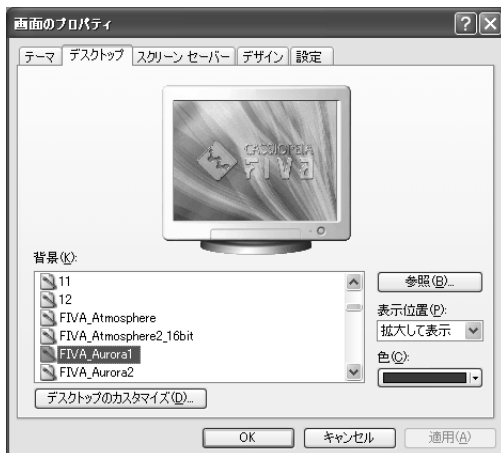 画面のプロパティ
テーマ デスクトップ スクリーン セーバー デザイン 設定
CASSIOPEIA
FIVA
背景(K):
11
12
FIVA_Atmosphere
FIVA_Atmosphere2_16bit
FIVA_Aurora1
FIVA_Aurora2
参照(B)...
表示位置(P):
拡大して表示
色(C):
デスクトップのカスタマイズ(D)...
OK キャンセル 適用(A)